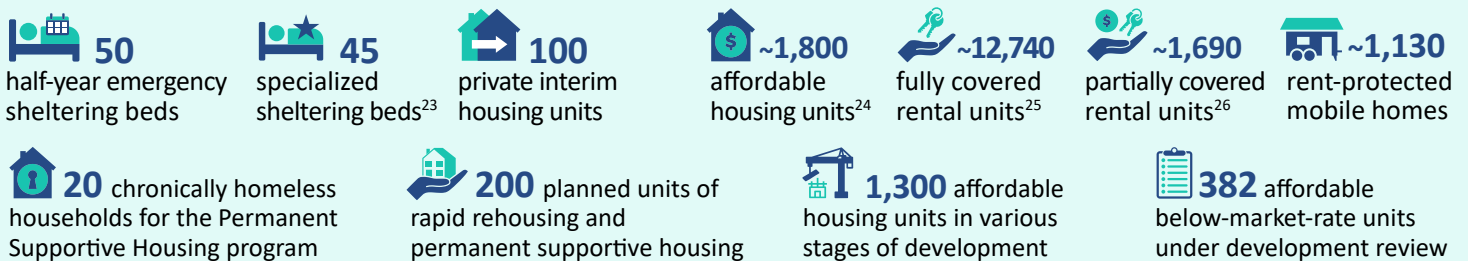 50
half-year emergency
sheltering beds
45
specialized
sheltering beds23
100
private interim
housing units
$ ~1,800
affordable
housing units24
~12,740
fully covered
rental units25
$ ~1,690
partially covered
rental units26
~1,130
rent-protected
mobile homes
20 chronically homeless
households for the Permanent
Supportive Housing program
200 planned units of
rapid rehousing and
permanent supportive housing
1,300 affordable
housing units in various
stages of development
382 affordable
below-market-rate units
under development review